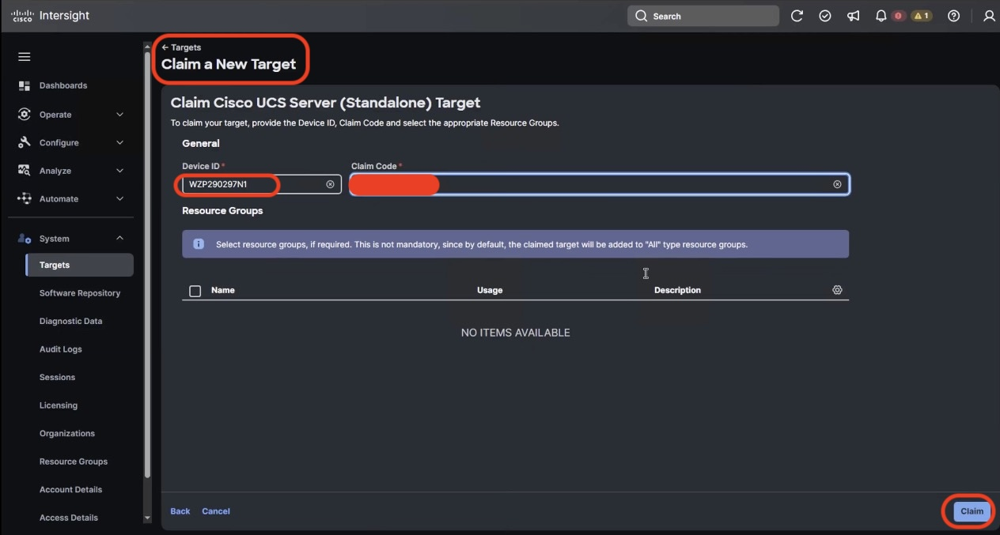 CISCO Intersight
Search
1
← Targets
Claim a New Target
Dashboards
Operate
Configure
Analyze
Automate
System
Targets
Software Repository
Diagnostic Data
Audit Logs
Sessions
Licensing
Organizations
Resource Groups
Account Details
Access Details
Claim Cisco UCS Server (Standalone) Target
To claim your target, provide the Device ID, Claim Code and select the appropriate Resource Groups.
General
Device ID * Claim Code *
WZP290297N1
Resource Groups
Select resource groups, if required. This is not mandatory, since by default, the claimed target will be added to "All" type resource groups.
Name Usage Description
NO ITEMS AVAILABLE
Back Cancel Claim